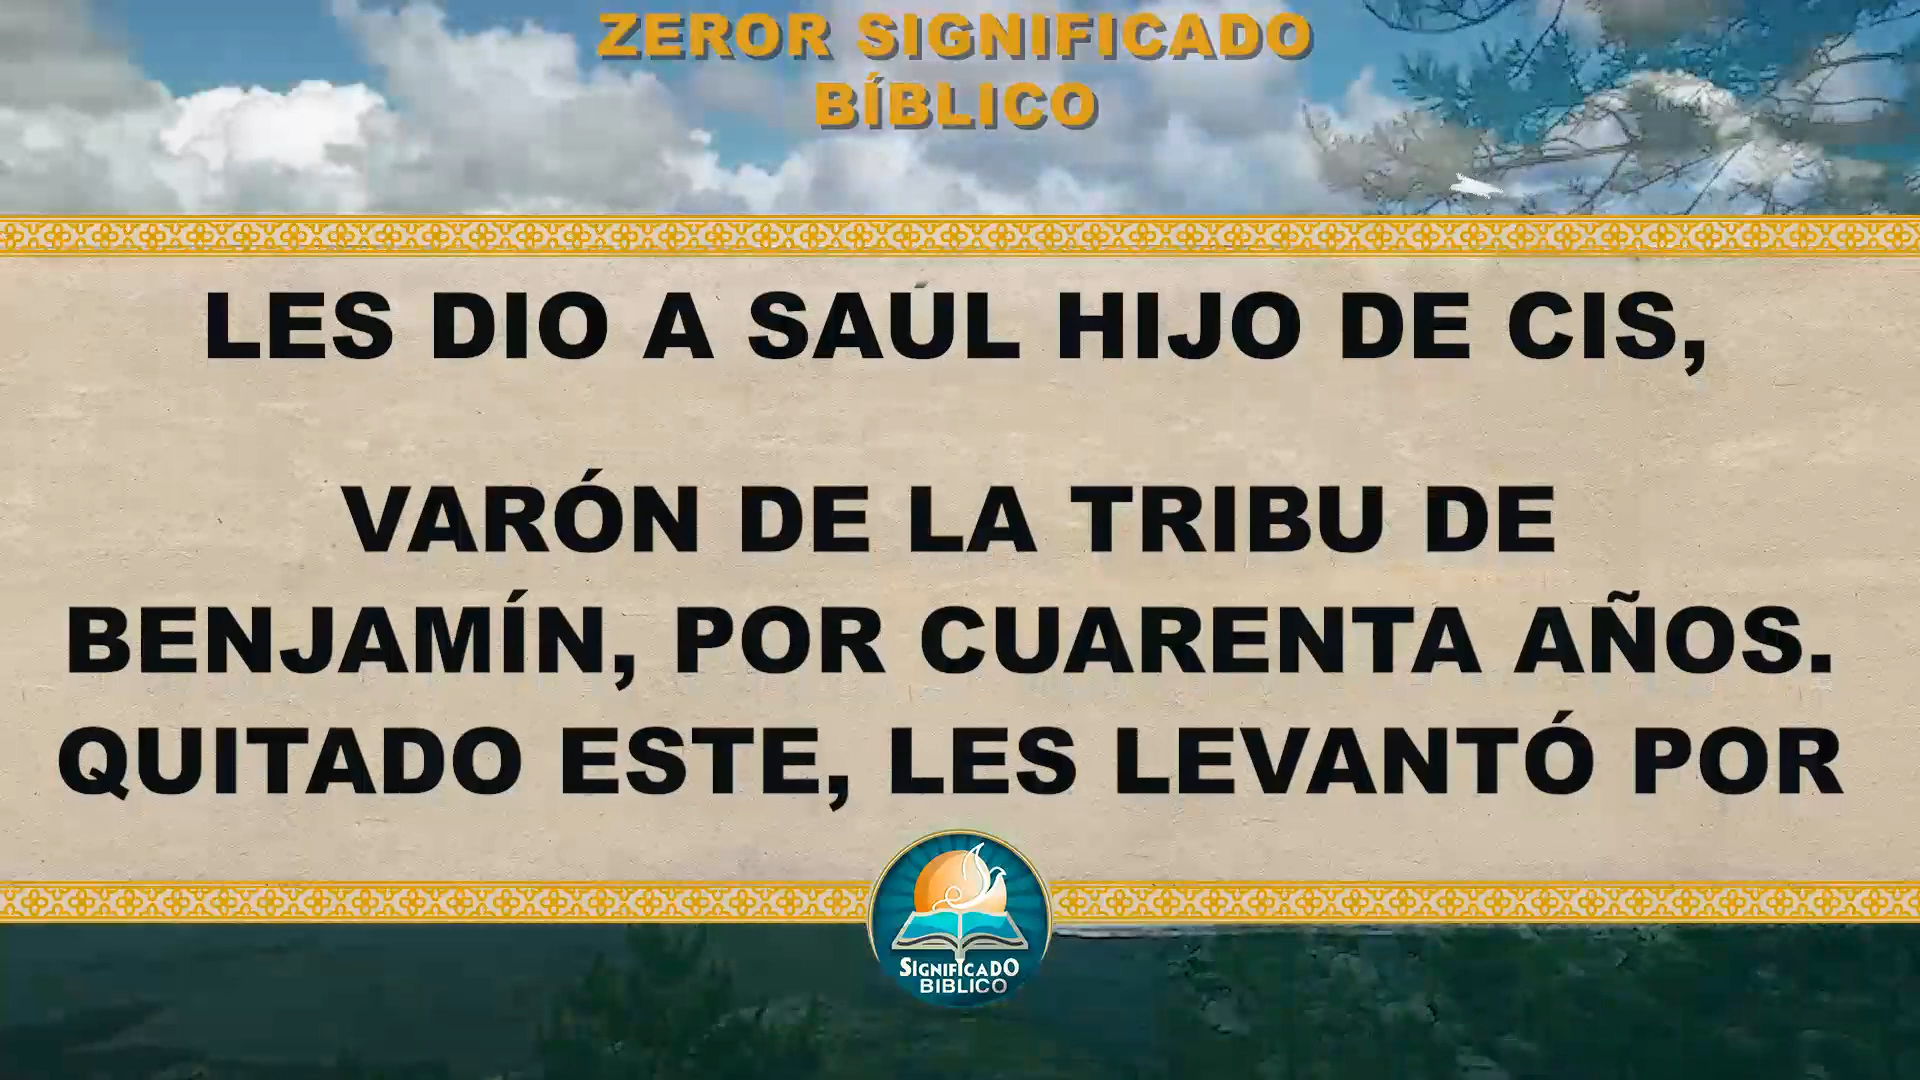 ZEROR SIGNIFICADO
BÍBLICO
LES DIO A SAÚL HIJO DE CIS,
VARÓN DE LA TRIBU DE
BENJAMÍN, POR CUARENTA AÑOS.
QUITADO ESTE, LES LEVANTÓ POR
SIGNIFICADO
BIBLICO